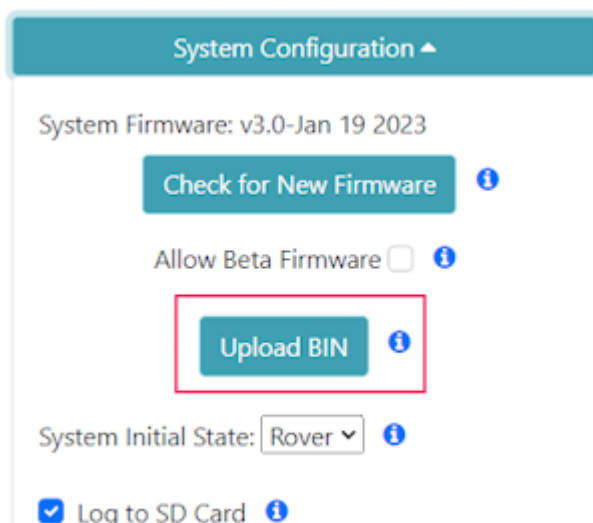 System Configuration
System Firmware: v3.0-Jan 19 2023
Check for New Firmware
Allow Beta Firmware
Upload BIN
System Initial State: Rover
Log to SD Card